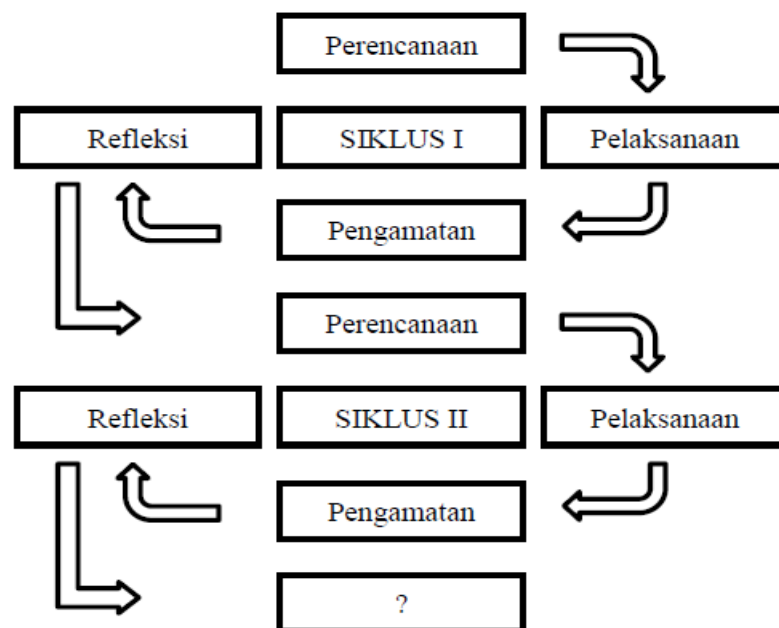 Perencanaan
Refleksi
SIKLUS I
Pelaksanaan
Pengamatan
Perencanaan
Refleksi
SIKLUS II
Pelaksanaan
Pengamatan
?